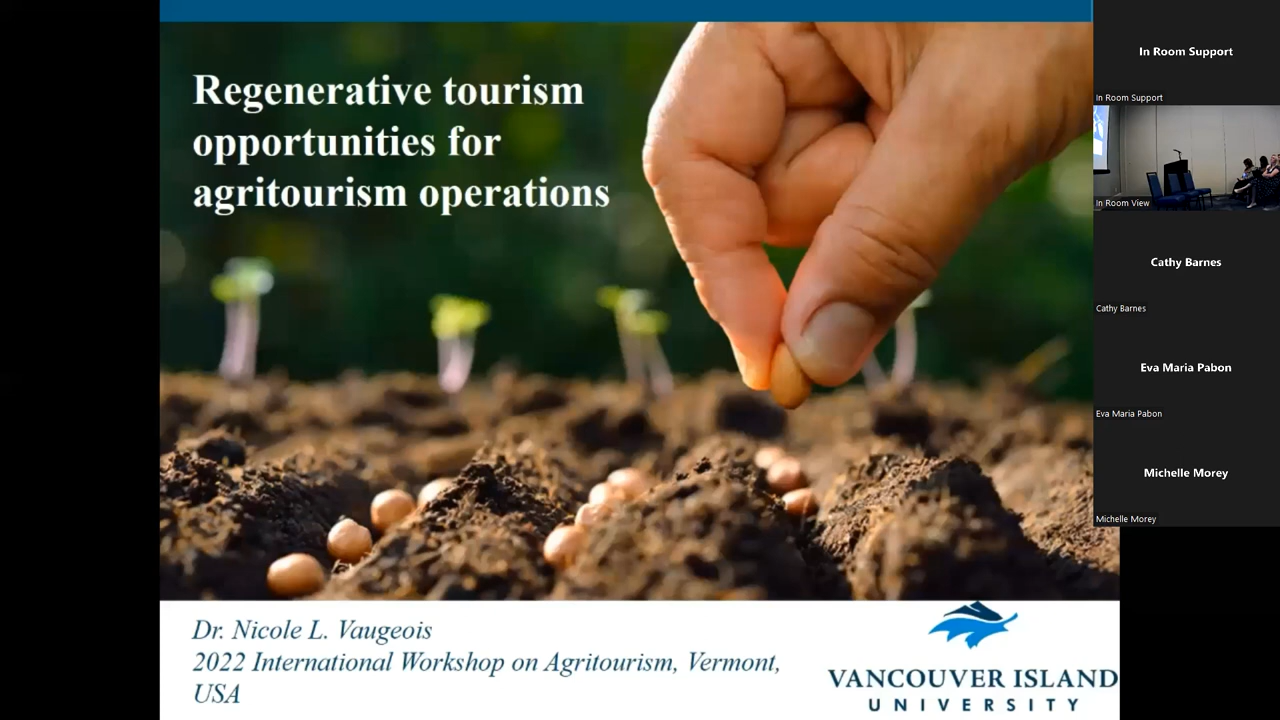 Regenerative tourism
opportunities for
agritourism operations
Dr. Nicole L. Vaugeois
2022 International Workshop on Agritourism, Vermont,
USA
VANCOUVER ISLAND
UNIVERSITY
In Room Support
In Room Support
In Room View
Cathy Barnes
Cathy Barnes
Eva Maria Pabon
Eva Maria Pabon
Michelle Morey
Michelle Morey